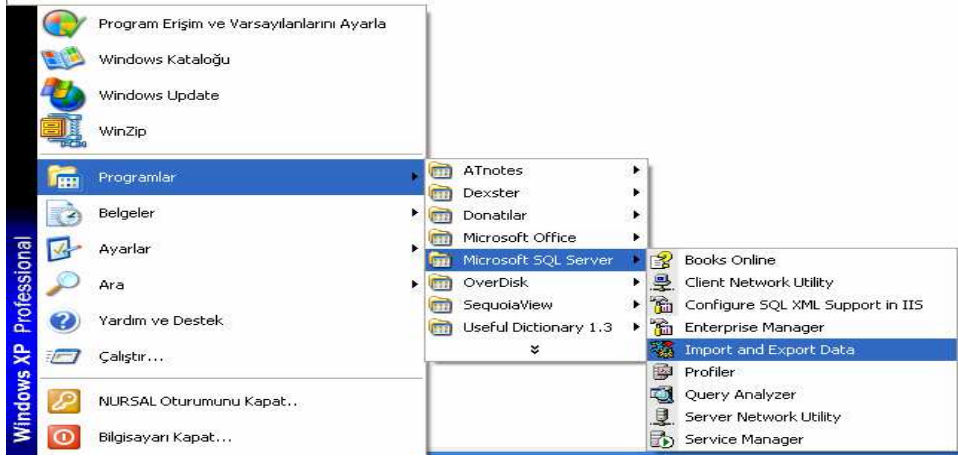 Program Erişim ve Varsayılanlarını Ayarla
Windows Kataloğu
Windows Update
WinZip
Programlar
Belgeler
Ayarlar
Ara
Yardım ve Destek
Çalıştır...
NURSAL Oturumunu Kapat..
Bilgisayarı Kapat...
Windows XP Professional
ATnotes
Dexster
Donatılar
Microsoft Office
Microsoft SQL Server
OverDisk
SequoiaView
Useful Dictionary 1.3
Books Online
Client Network Utility
Configure SQL XML Support in IIS
Enterprise Manager
Import and Export Data
Profiler
Query Analyzer
Server Network Utility
Service Manager